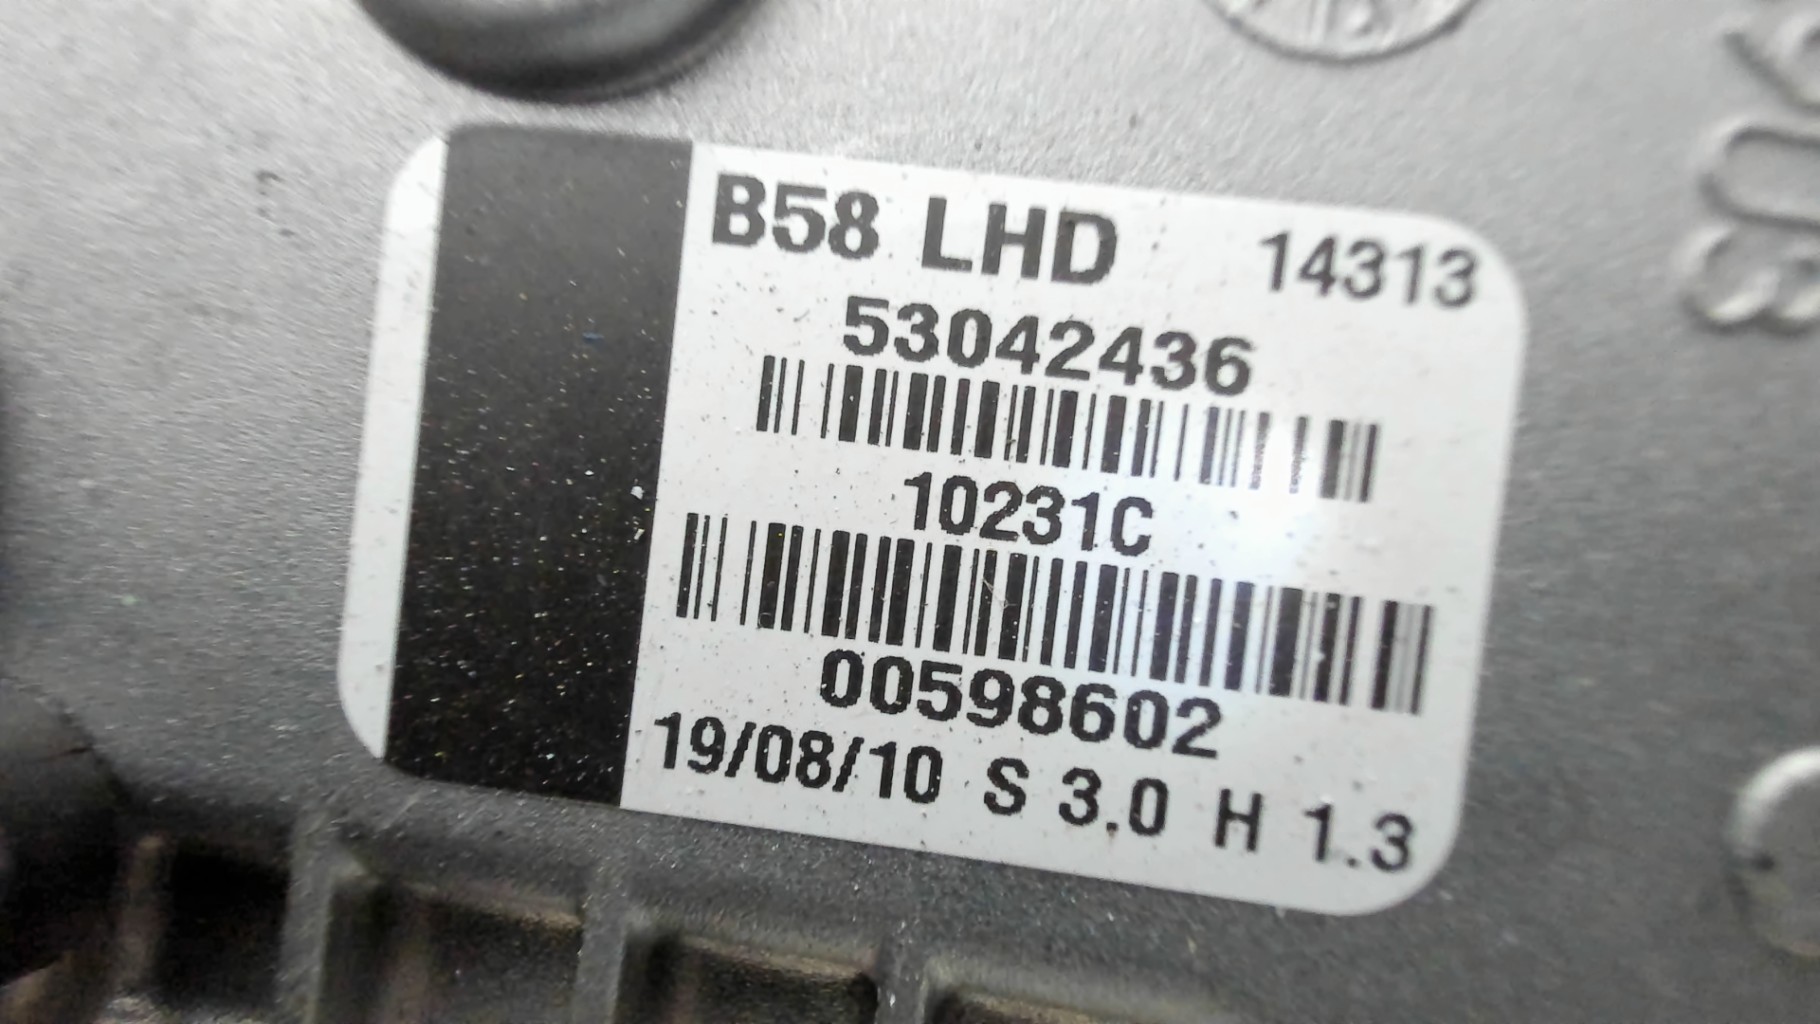 B58 LHD 14313
53042436
10231C
00598602
19/08/10 S 3.0 H 1.3